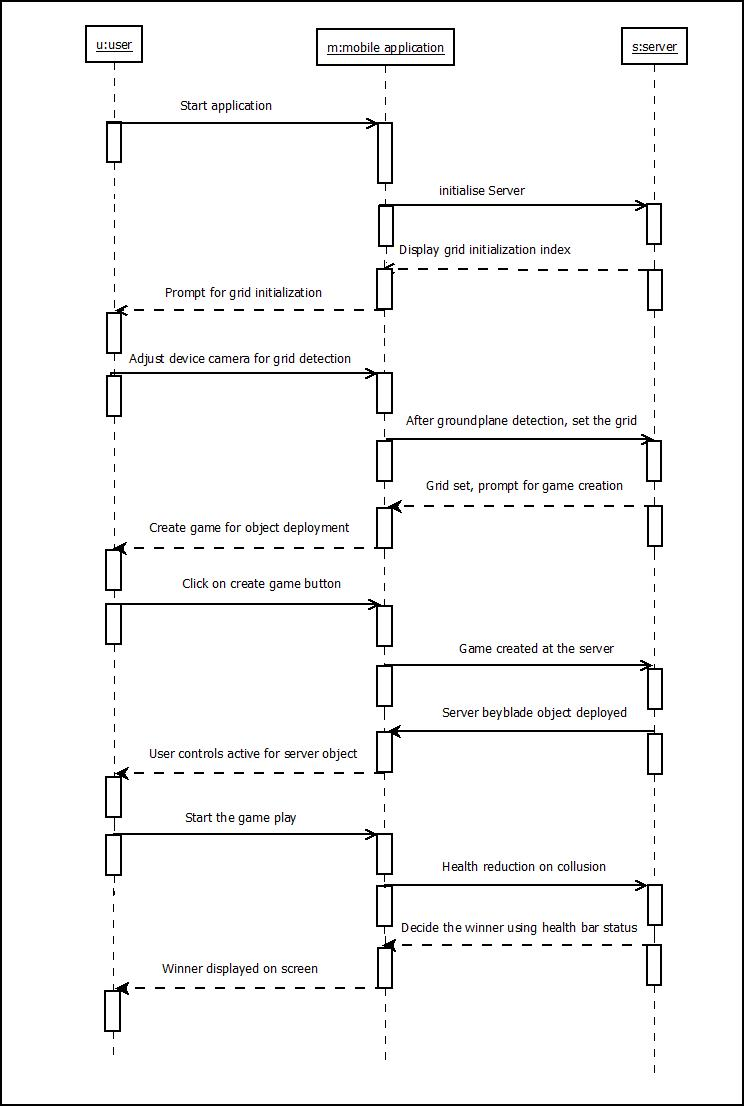 u:user
m:mobile application
s:server
Start application
initialise Server
Display grid initialization index
Prompt for grid initialization
Adjust device camera for grid detection
After groundplane detection, set the grid
Grid set, prompt for game creation
Create game for object deployment
Click on create game button
Game created at the server
Server beyblade object deployed
User controls active for server object
Start the game play
Health reduction on collusion
Decide the winner using health bar status
Winner displayed on screen